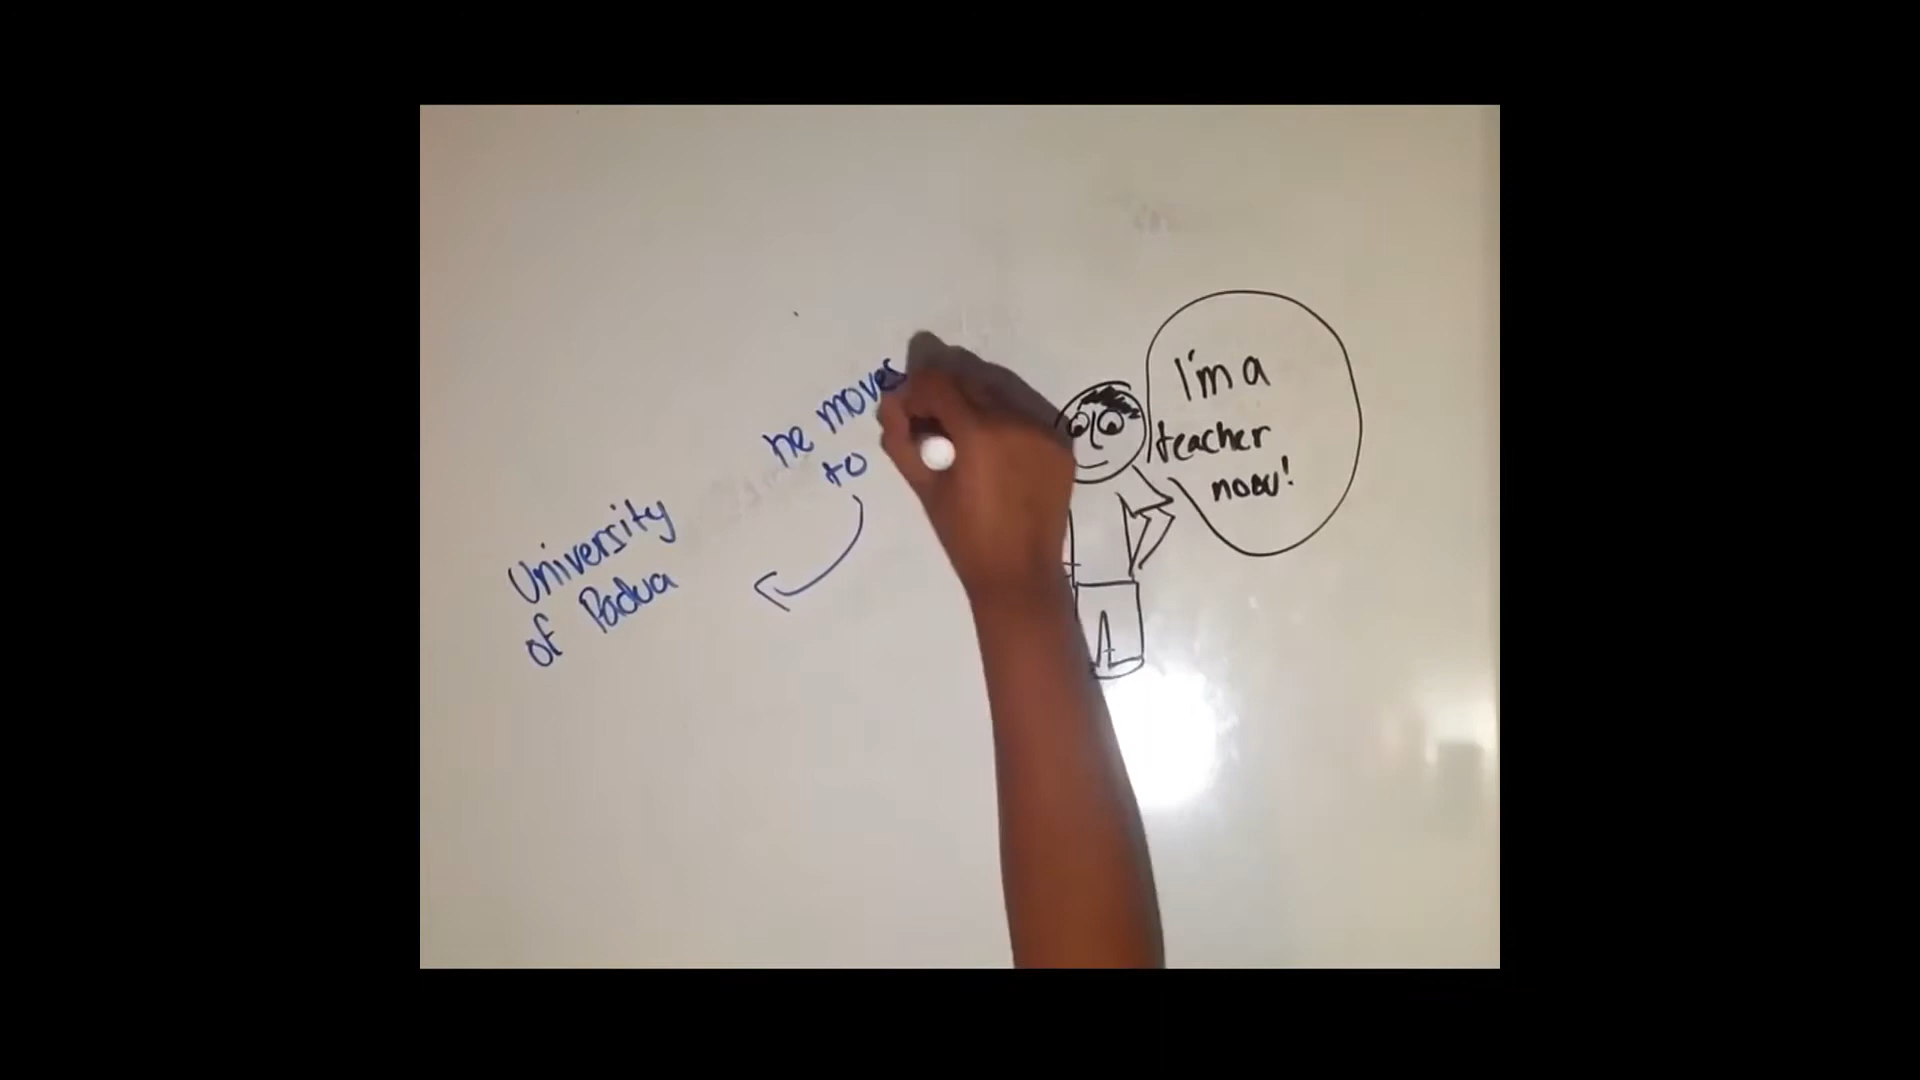 he moves
to
University
of Padua
I'm a
teacher
now!